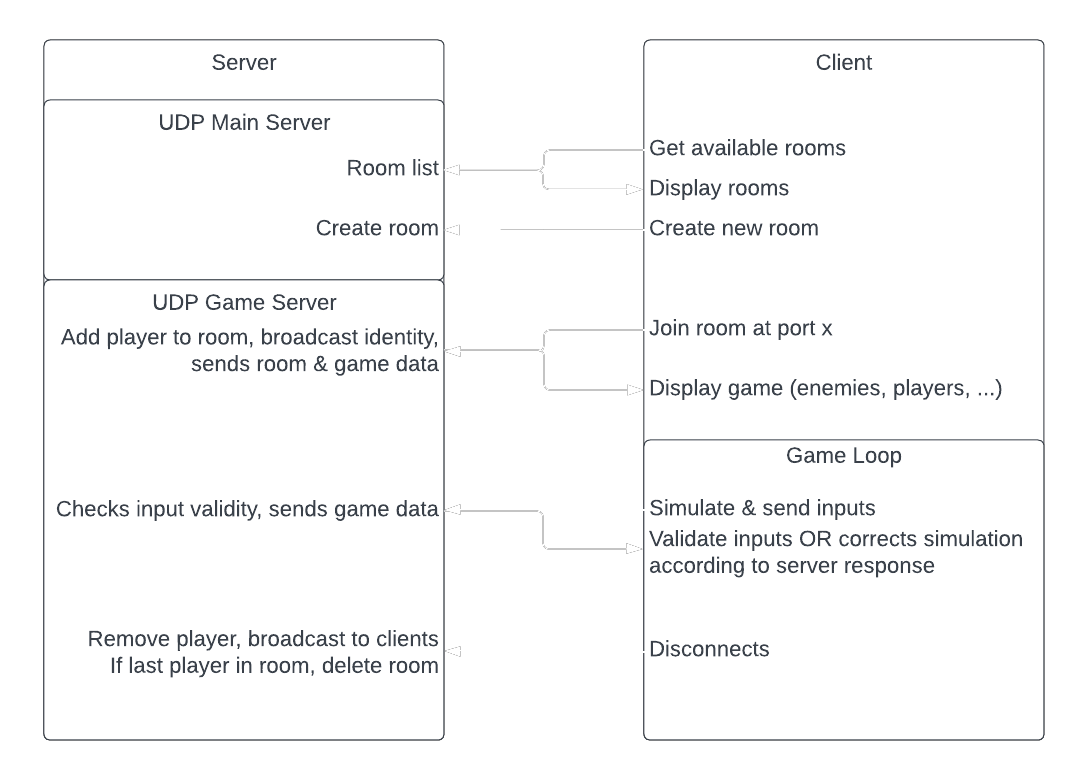 Server
UDP Main Server
Room list
Create room
UDP Game Server
Add player to room, broadcast identity,
sends room & game data
Checks input validity, sends game data
Remove player, broadcast to clients
If last player in room, delete room
Client
Get available rooms
Display rooms
Create new room
Join room at port x
Display game (enemies, players, ...)
Game Loop
Simulate & send inputs
Validate inputs OR corrects simulation
according to server response
Disconnects